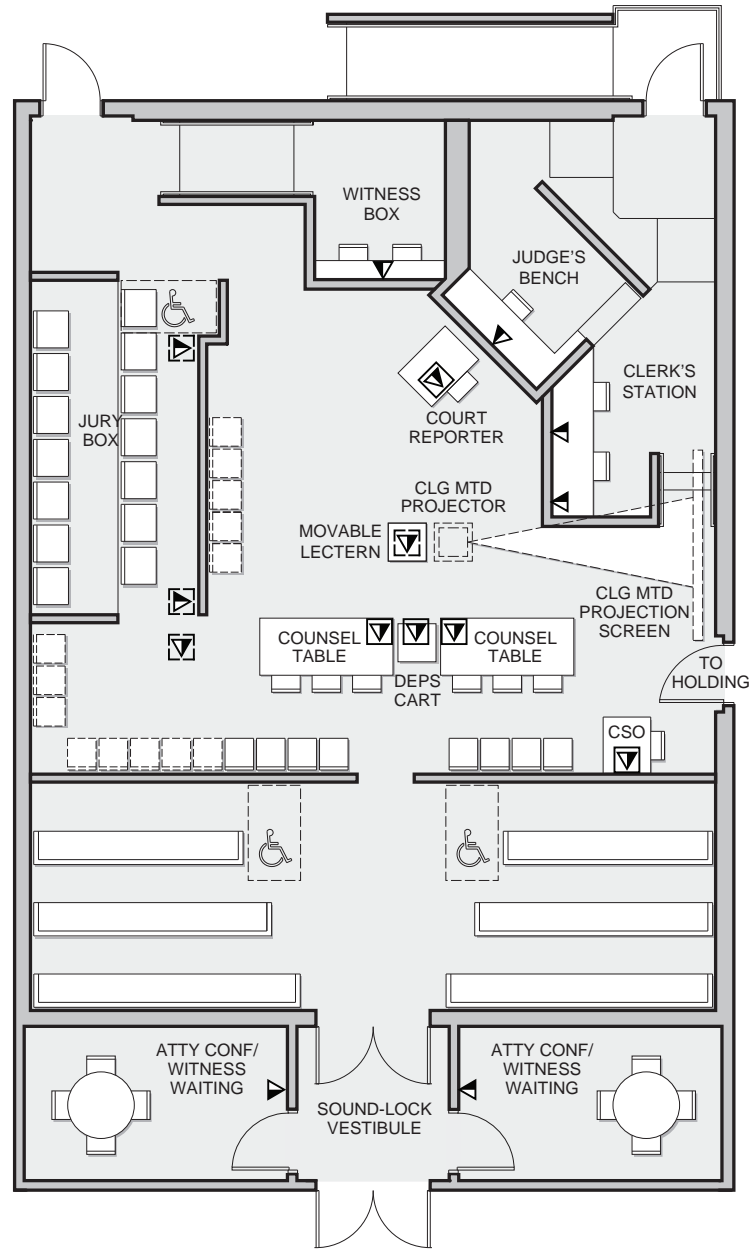 WITNESS
BOX
JUDGE'S
BENCH
CLERK'S
STATION
JURY
BOX
COURT
REPORTER
CLG MTD
PROJECTOR
MOVABLE
LECTERN
CLG MTD
PROJECTION
SCREEN
COUNSEL
TABLE
COUNSEL
TABLE
DEPS
CART
TO
HOLDING
CSO
ATTY CONF/
WITNESS
WAITING
ATTY CONF/
WITNESS
WAITING
SOUND-LOCK
VESTIBULE